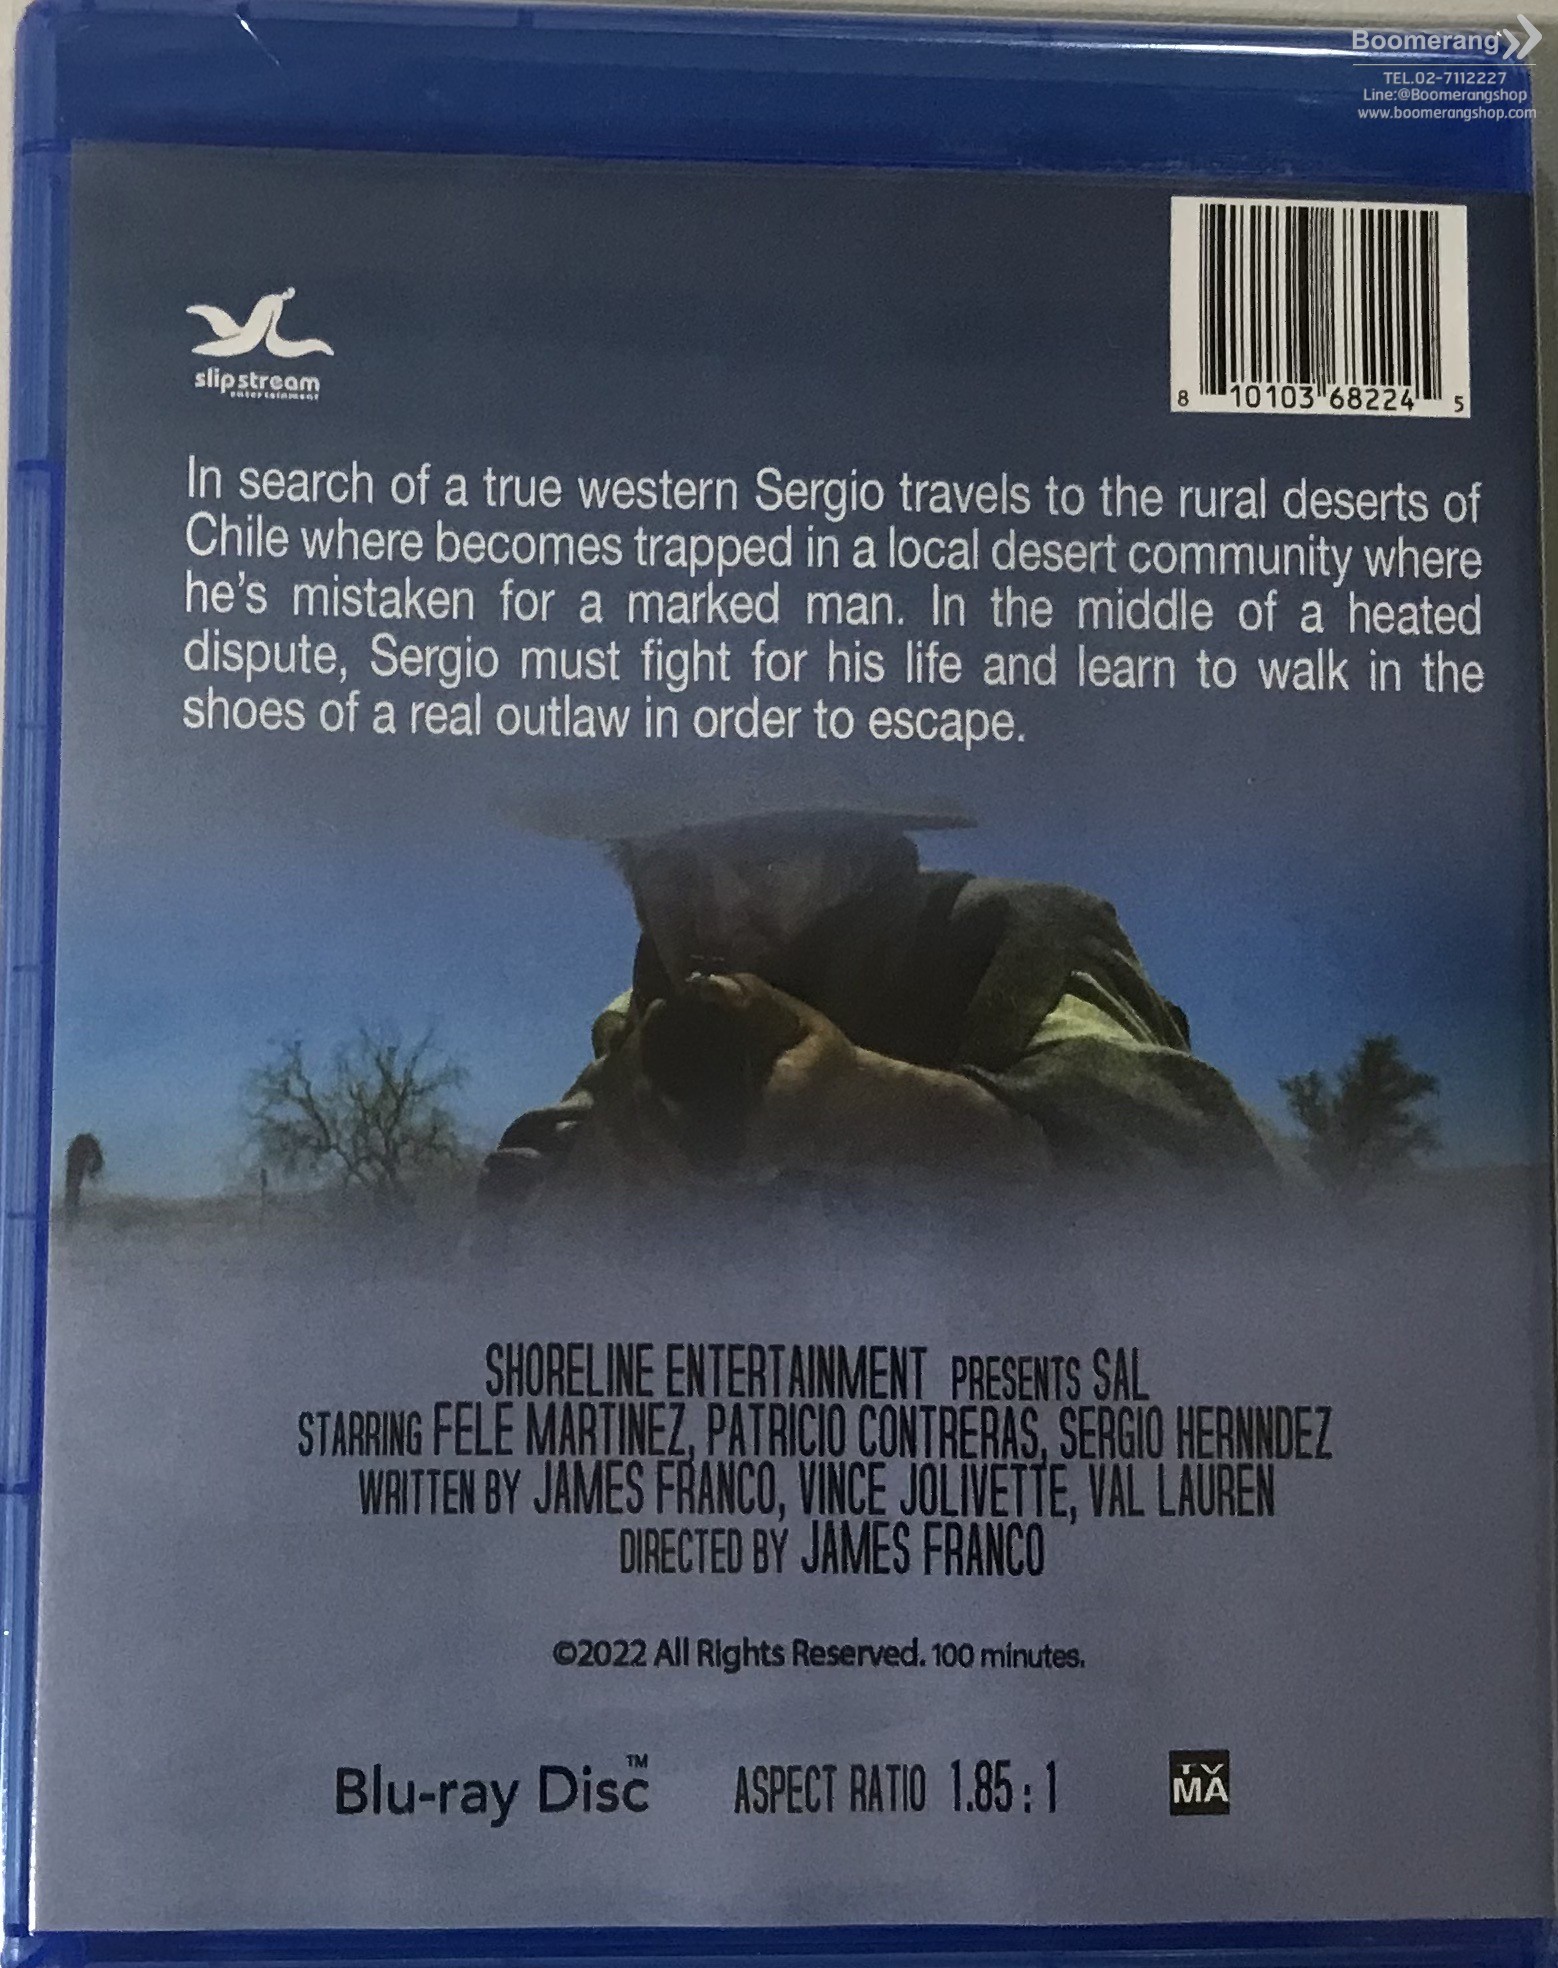 Boomerang
TEL.02-7112227
Line:@Boomerangshop
www.boomerangshop.com
slipstream
entertainment
8 10103 68224 5
In search of a true western Sergio travels to the rural deserts of
Chile where becomes trapped in a local desert community where
he's mistaken for a marked man. In the middle of a heated
dispute, Sergio must fight for his life and learn to walk in the
shoes of a real outlaw in order to escape.
SHORELINE ENTERTAINMENT PRESENTS SAL
STARRING FELE MARTINEZ, PATRICIO CONTRERAS, SERGIO HERNNDEZ
WRITTEN BY JAMES FRANCO, VINCE JOLIVETTE, VAL LAUREN
DIRECTED BY JAMES FRANCO
©2022 All Rights Reserved. 100 minutes.
Blu-ray Disc™ ASPECT RATIO 1.85:1
TV
MA